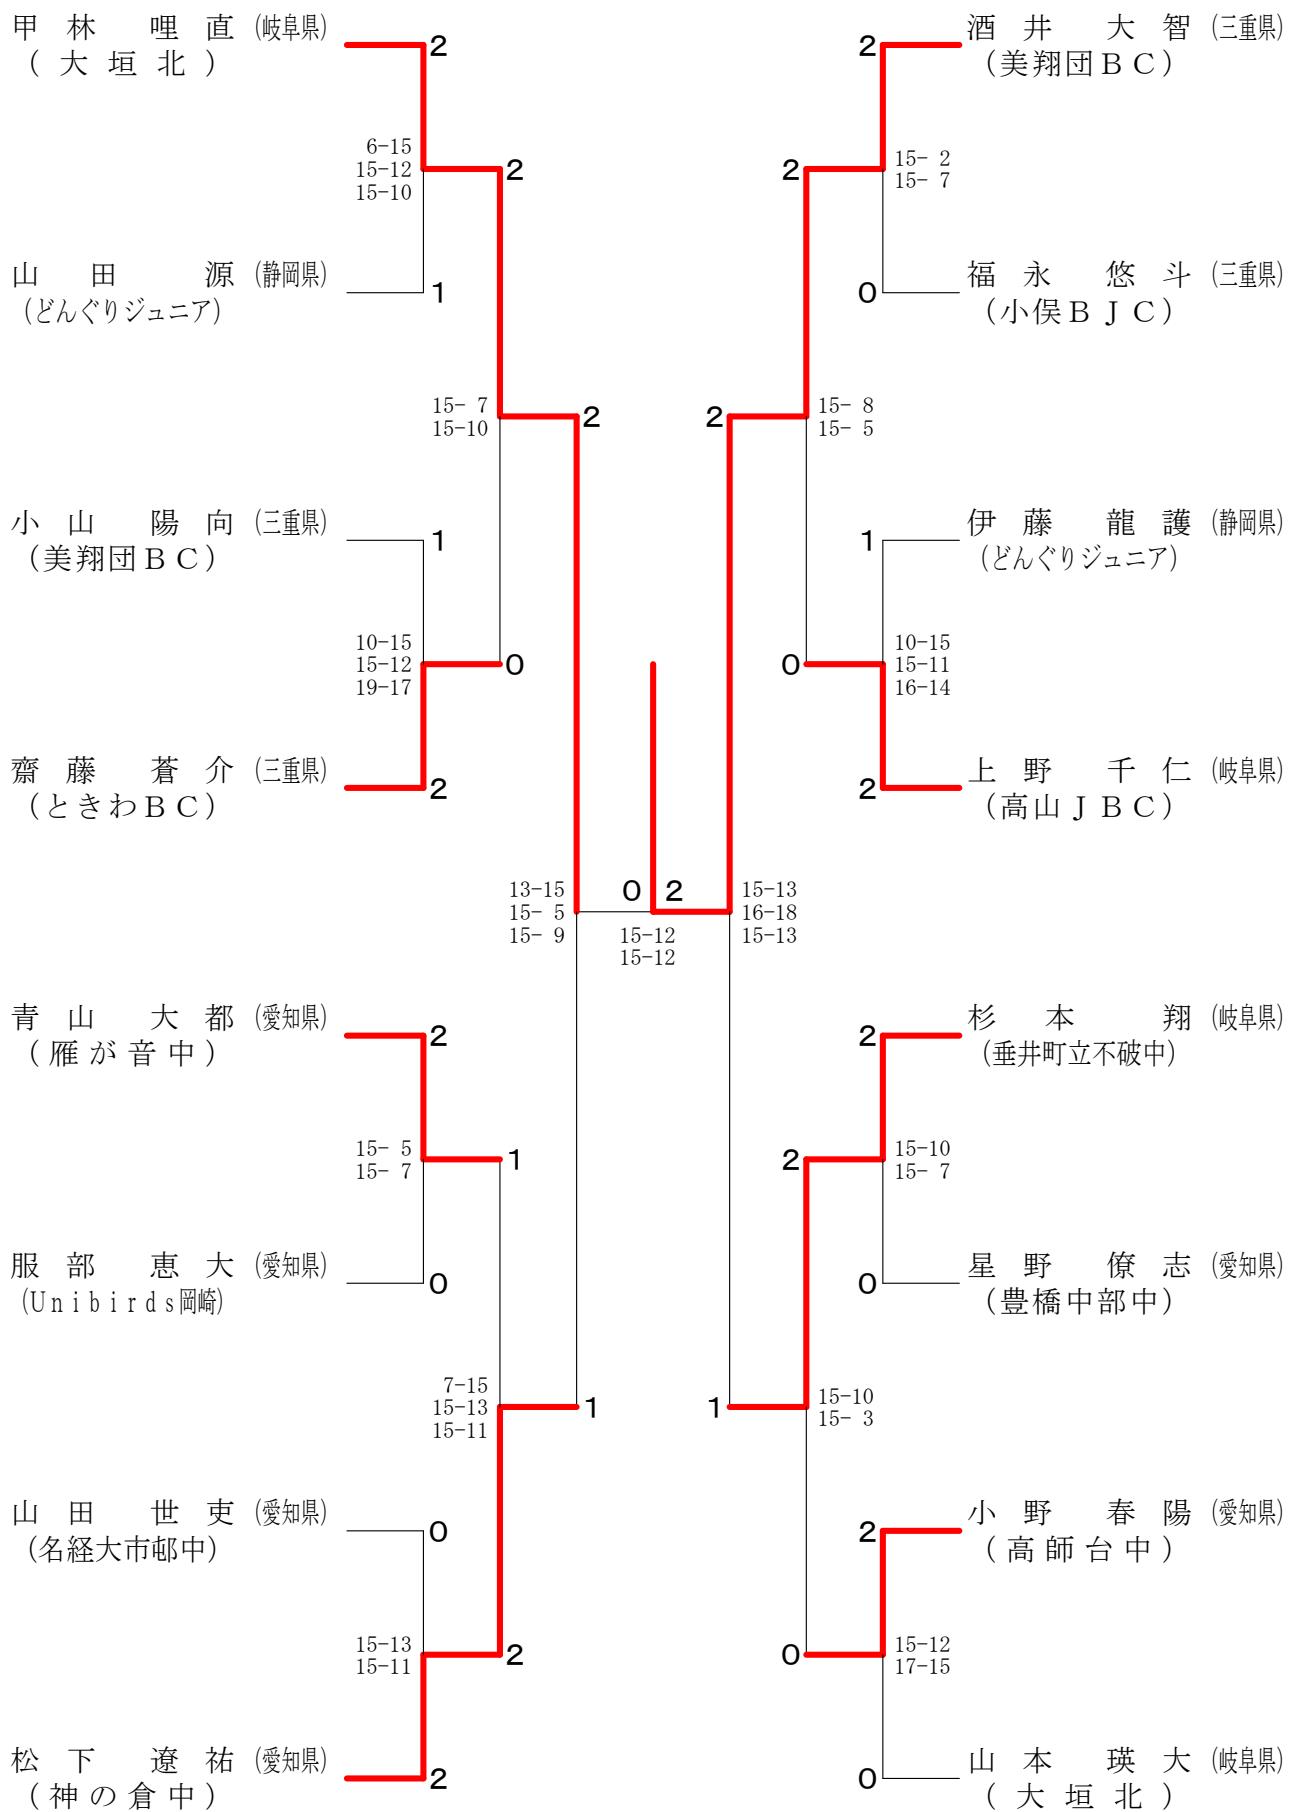 甲林 哩直 (岐阜県)
(大垣北)
2
6-15
15-12
15-10
2
山田 源 (静岡県)
(どんぐりジュニア)
1
15- 7
15-10
2
小山 陽向 (三重県)
(美翔団BC)
1
10-15
15-12
19-17
0
齋藤 蒼介 (三重県)
(ときわBC)
2
13-15
15- 5
15- 9
0
青山 大都 (愛知県)
(雁が音中)
2
15- 5
15- 7
1
服部 恵大 (愛知県)
(Unibirds岡崎)
0
7-15
15-13
15-11
1
山田 世吏 (愛知県)
(名経大市邨中)
0
15-13
15-11
2
松下 遼祐 (愛知県)
(神の倉中)
2
15-12
15-12
酒井 大智 (三重県)
(美翔団BC)
2
15- 2
15- 7
2
福永 悠斗 (三重県)
(小俣BJC)
0
15- 8
15- 5
2
伊藤 龍護 (静岡県)
(どんぐりジュニア)
1
10-15
15-11
16-14
0
上野 千仁 (岐阜県)
(高山JBC)
2
15-13
16-18
15-13
2
杉本 翔 (岐阜県)
(垂井町立不破中)
2
15-10
15- 7
2
星野 僚志 (愛知県)
(豊橋中部中)
0
15-10
15- 3
1
小野 春陽 (愛知県)
(高師台中)
2
15-12
17-15
0
山本 瑛大 (岐阜県)
(大垣北)
0